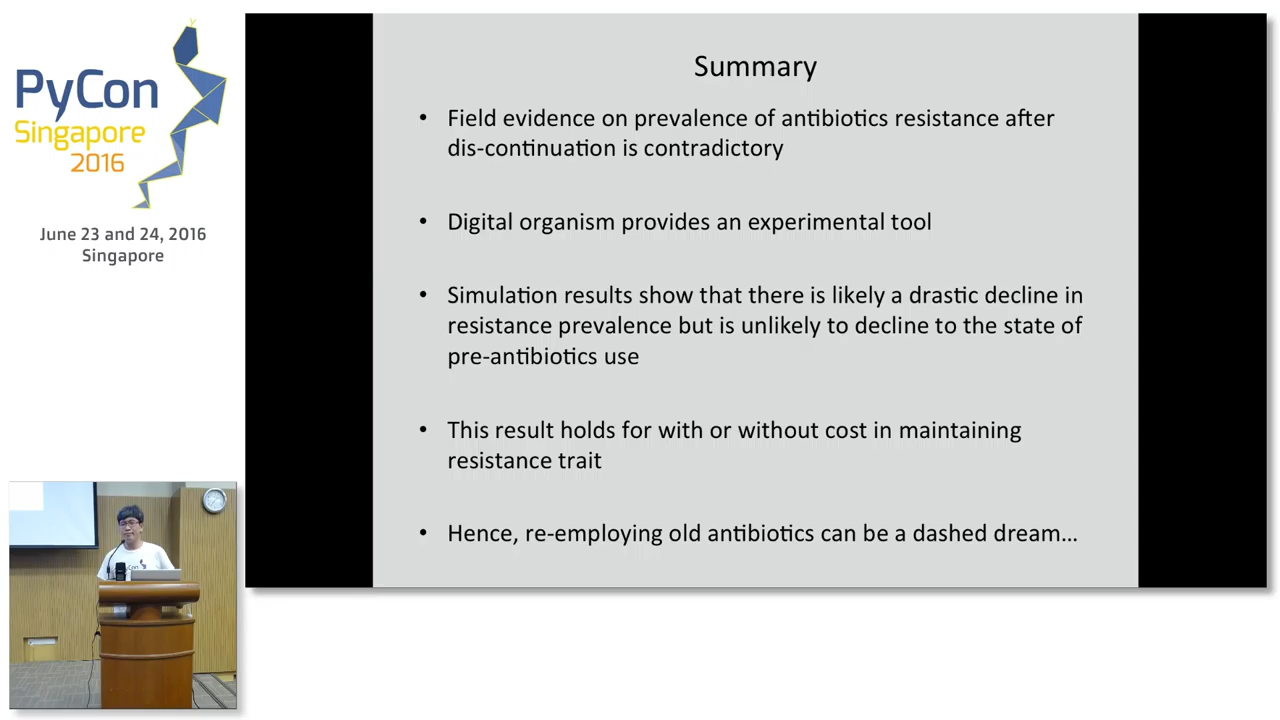 PyCon
Singapore
2016
June 23 and 24, 2016
Singapore
Summary
• Field evidence on prevalence of antibiotics resistance after
dis-continuation is contradictory
• Digital organism provides an experimental tool
• Simulation results show that there is likely a drastic decline in
resistance prevalence but is unlikely to decline to the state of
pre-antibiotics use
• This result holds for with or without cost in maintaining
resistance trait
• Hence, re-employing old antibiotics can be a dashed dream...
PyCon